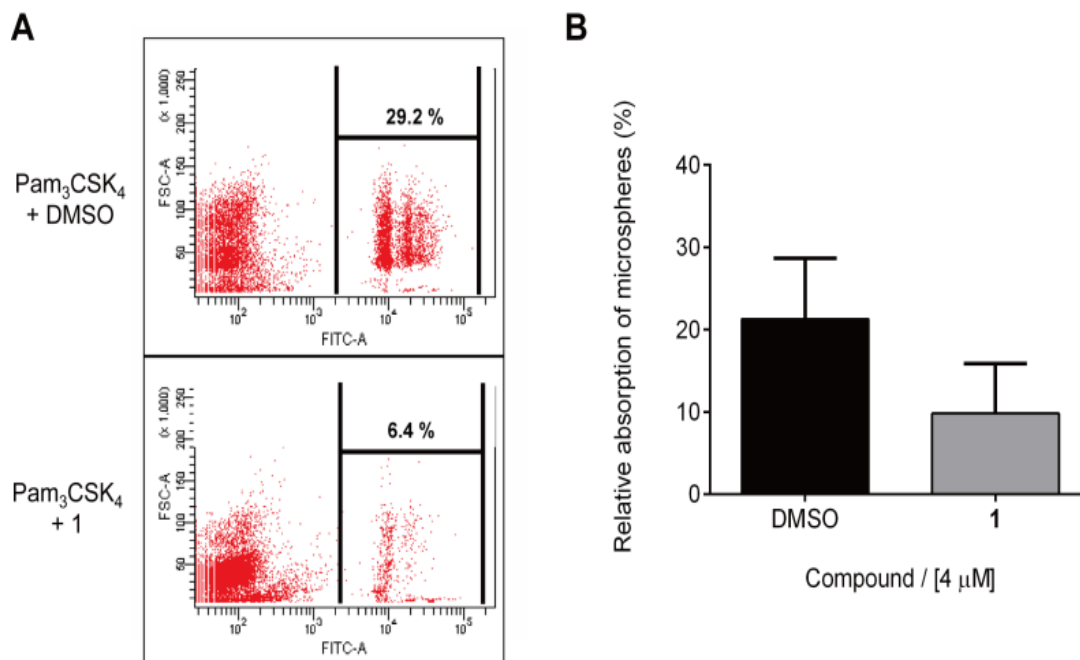 A
Pam₃CSK₄
+ DMSO
(x 1,000)
250
200
150
100
50
FSC-A
29.2 %
10²
10³
10⁴
10⁵
FITC-A
Pam₃CSK₄
+ 1
(x 1,000)
250
200
150
100
50
FSC-A
6.4 %
10²
10³
10⁴
10⁵
FITC-A
B
Relative absorption of microspheres (%)
40
30
20
10
0
DMSO
1
Compound / [4 μM]